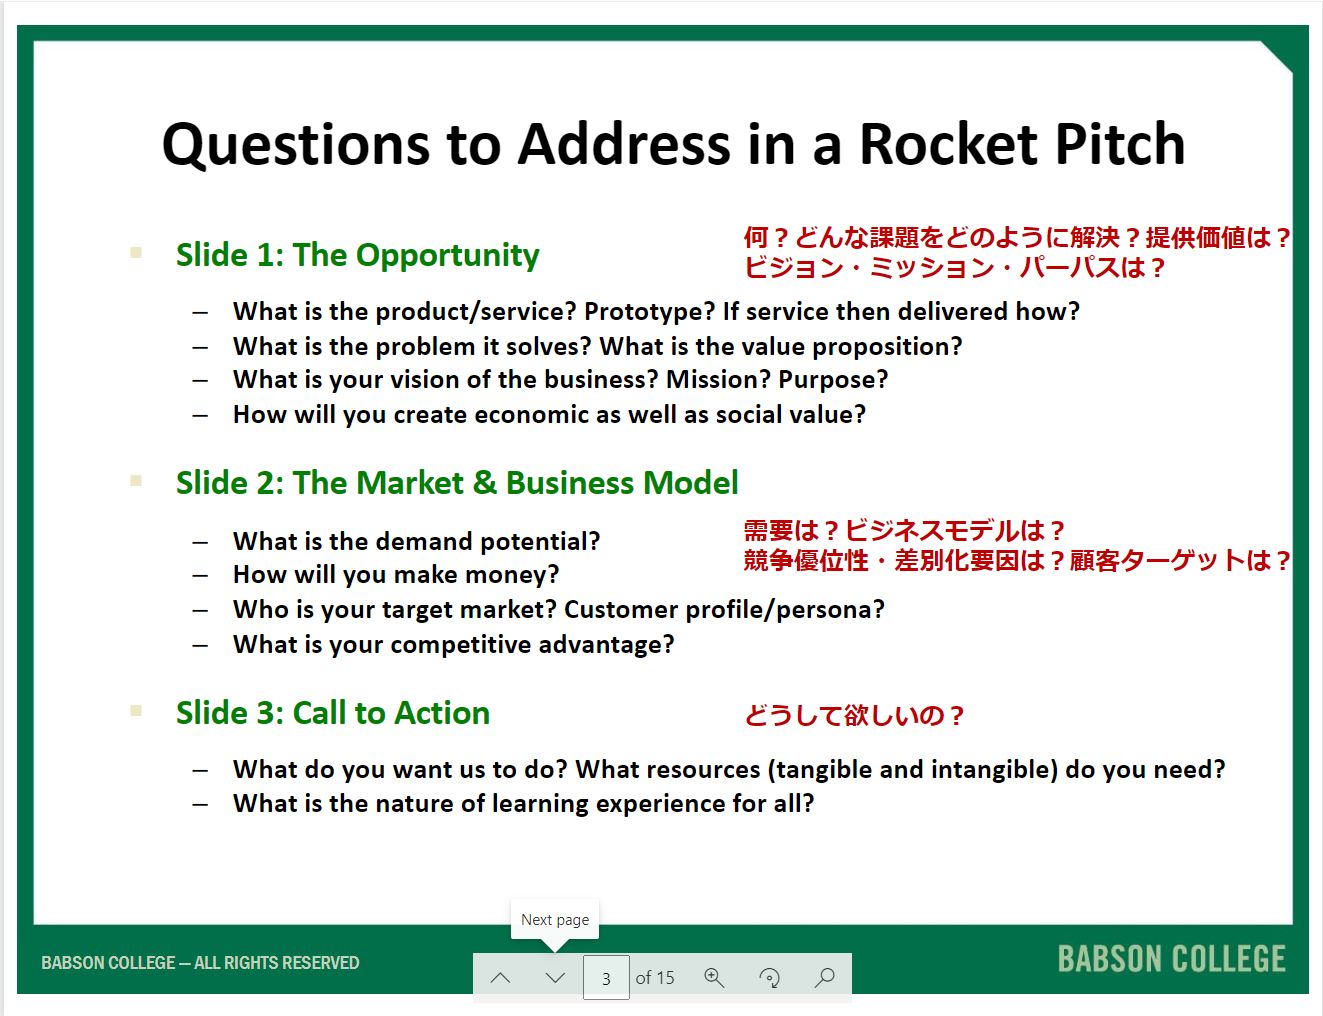 Questions to Address in a Rocket Pitch
Slide 1: The Opportunity
何？どんな課題をどのように解決？提供価値は？
ビジョン・ミッション・パーパスは？
– What is the product/service? Prototype? If service then delivered how?
– What is the problem it solves? What is the value proposition?
– What is your vision of the business? Mission? Purpose?
– How will you create economic as well as social value?
Slide 2: The Market & Business Model
需要は？ビジネスモデルは？
競争優位性・差別化要因は？顧客ターゲットは？
– What is the demand potential?
– How will you make money?
– Who is your target market? Customer profile/persona?
– What is your competitive advantage?
Slide 3: Call to Action
どうして欲しいの？
– What do you want us to do? What resources (tangible and intangible) do you need?
– What is the nature of learning experience for all?
Next page
BABSON COLLEGE – ALL RIGHTS RESERVED
3 of 15
BABSON COLLEGE